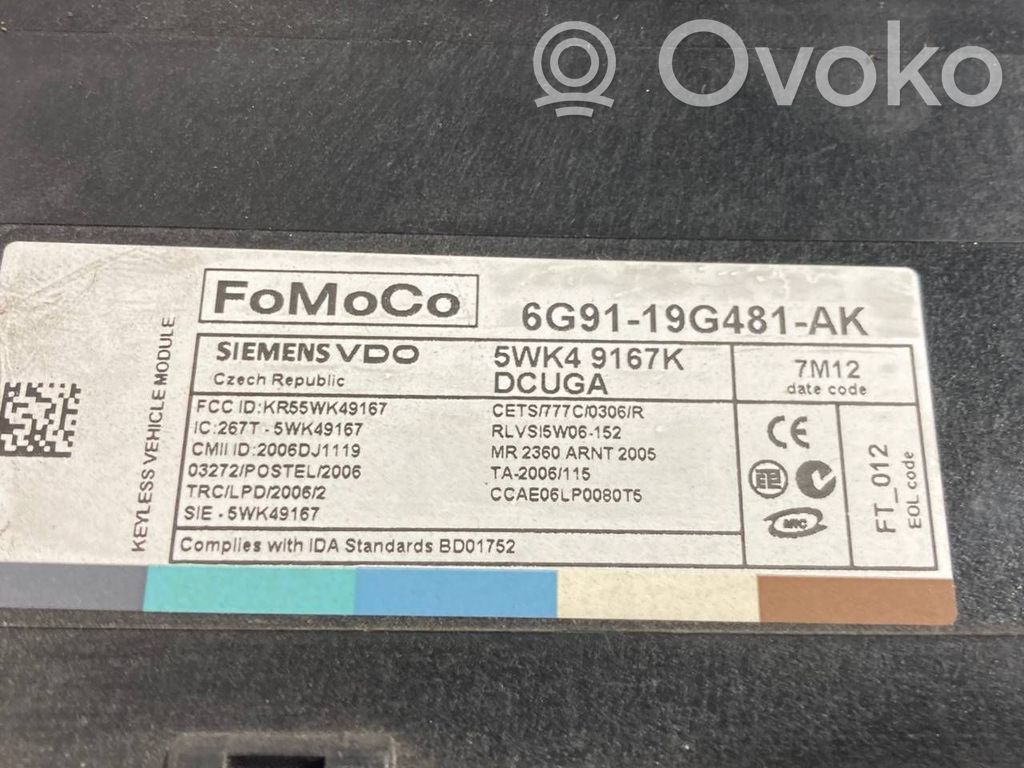 Ovoko
FoMoCo
6G91-19G481-AK
KEYLESS VEHICLE MODULE
SIEMENS VDO
Czech Republic
5WK4 9167K
DCUGA
7M12
date code
FCC ID:KR55WK49167
IC:267T - 5WK49167
CMII ID:2006DJ1119
03272/POSTEL/2006
TRC/LPD/2006/2
SIE - 5WK49167
CETS/777C/0306/R
RLVSI5W06-152
MR 2360 ARNT 2005
TA-2006/115
CCAE06LP0080T5
CE
MIC
FT_012
EOL code
Complies with IDA Standards BD01752